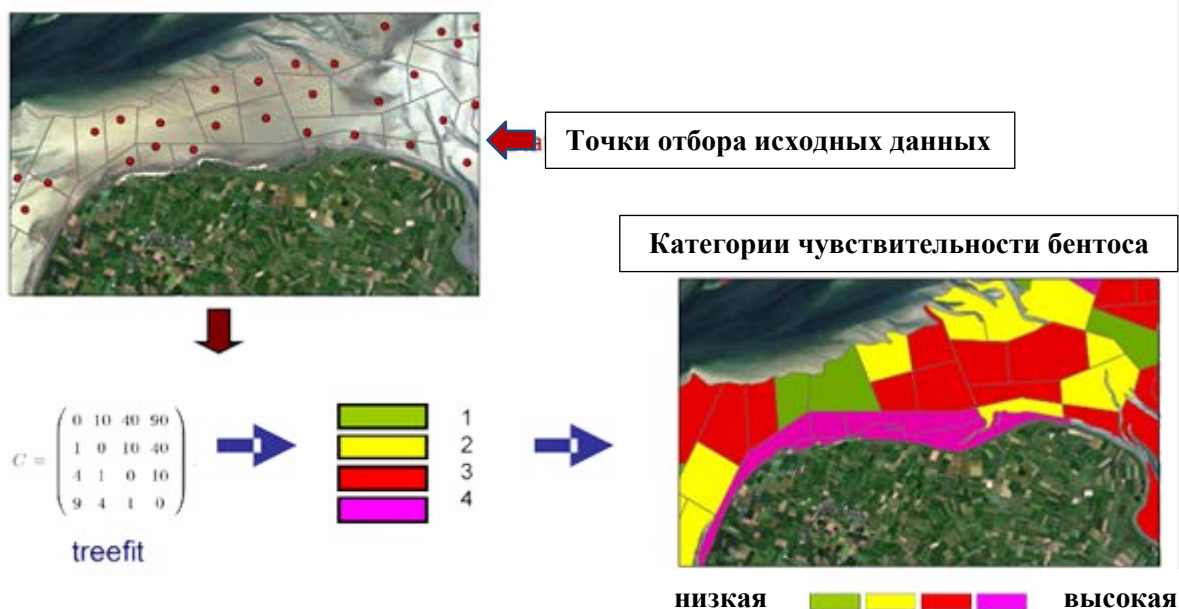 Точки отбора исходных данных
Категории чувствительности бентоса
C =
0 10 40 90
1 0 10 40
4 1 0 10
9 4 1 0
treefit
1
2
3
4
низкая высокая